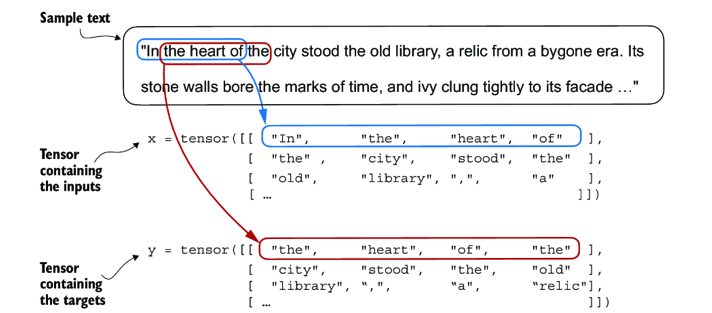 Sample text
"In the heart of the city stood the old library, a relic from a bygone era. Its
stone walls bore the marks of time, and ivy clung tightly to its facade …"
x = tensor([[ "In", "the", "heart", "of" ],
[ "the" , "city", "stood", "the" ],
[ "old", "library", ",", "a" ],
[ … ]])
Tensor
containing
the inputs
y = tensor([[ "the", "heart", "of", "the" ],
[ "city", "stood", "the", "old" ],
[ "library", ",", "a", "relic"],
[ … ]])
Tensor
containing
the targets